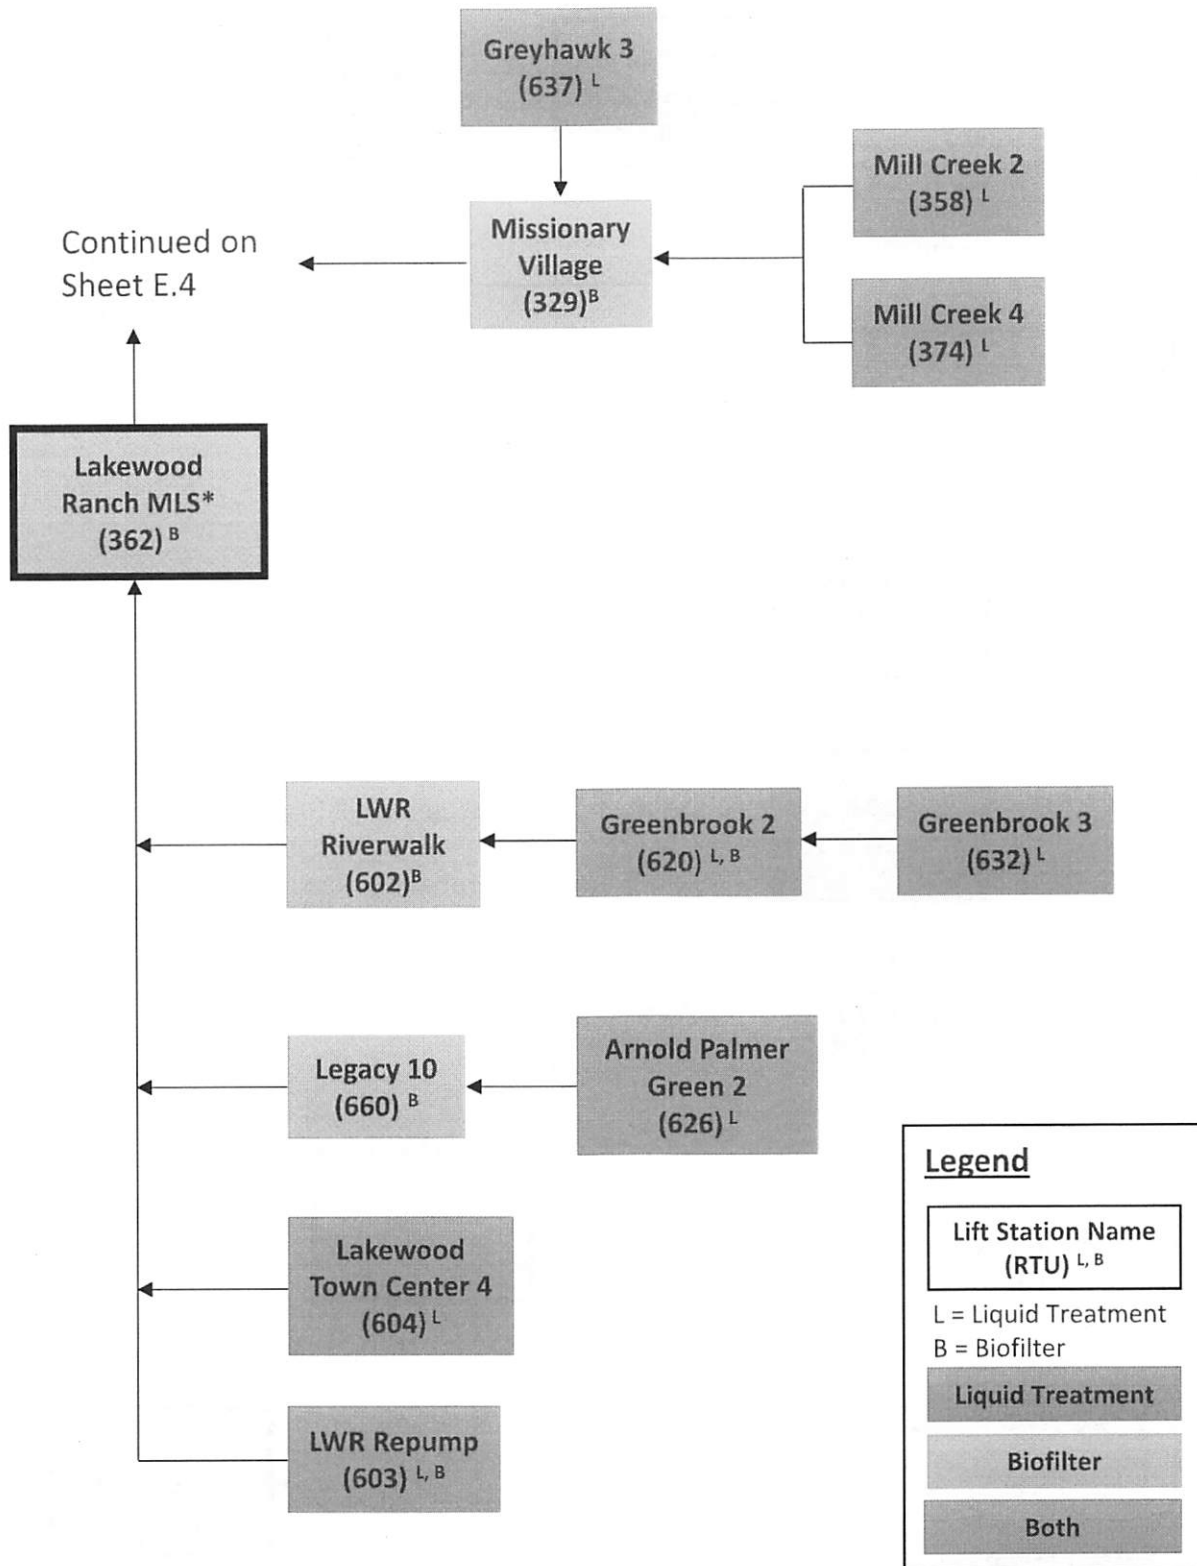 Greyhawk 3
(637) L
Mill Creek 2
(358) L
Missionary
Village
(329)B
Continued on
Sheet E.4
Mill Creek 4
(374) L
Lakewood
Ranch MLS*
(362) B
LWR
Riverwalk
(602)B
Greenbrook 2
(620) L, B
Greenbrook 3
(632) L
Legacy 10
(660) B
Arnold Palmer
Green 2
(626) L
Lakewood
Town Center 4
(604) L
LWR Repump
(603) L, B
Legend
Lift Station Name
(RTU) L, B
L = Liquid Treatment
B = Biofilter
Liquid Treatment
Biofilter
Both